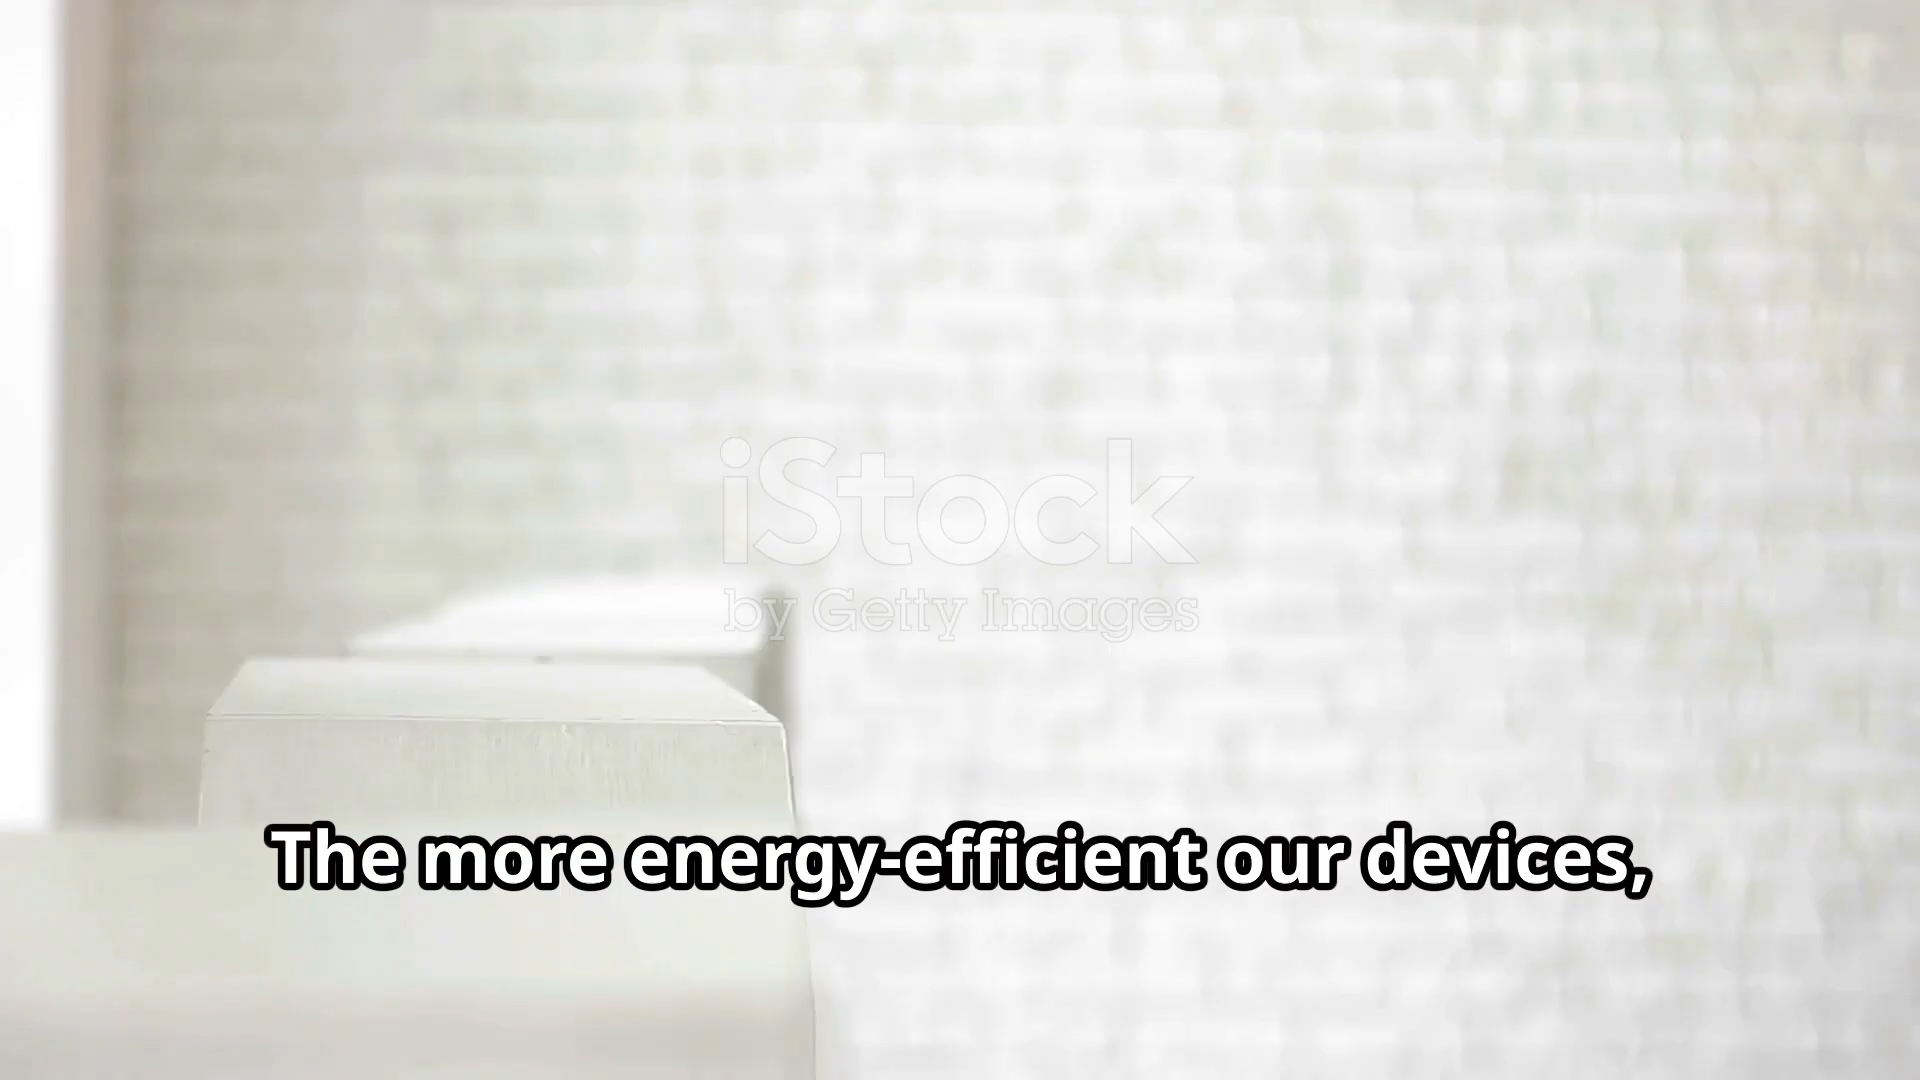 iStock
by Getty Images
The more energy-efficient our devices,